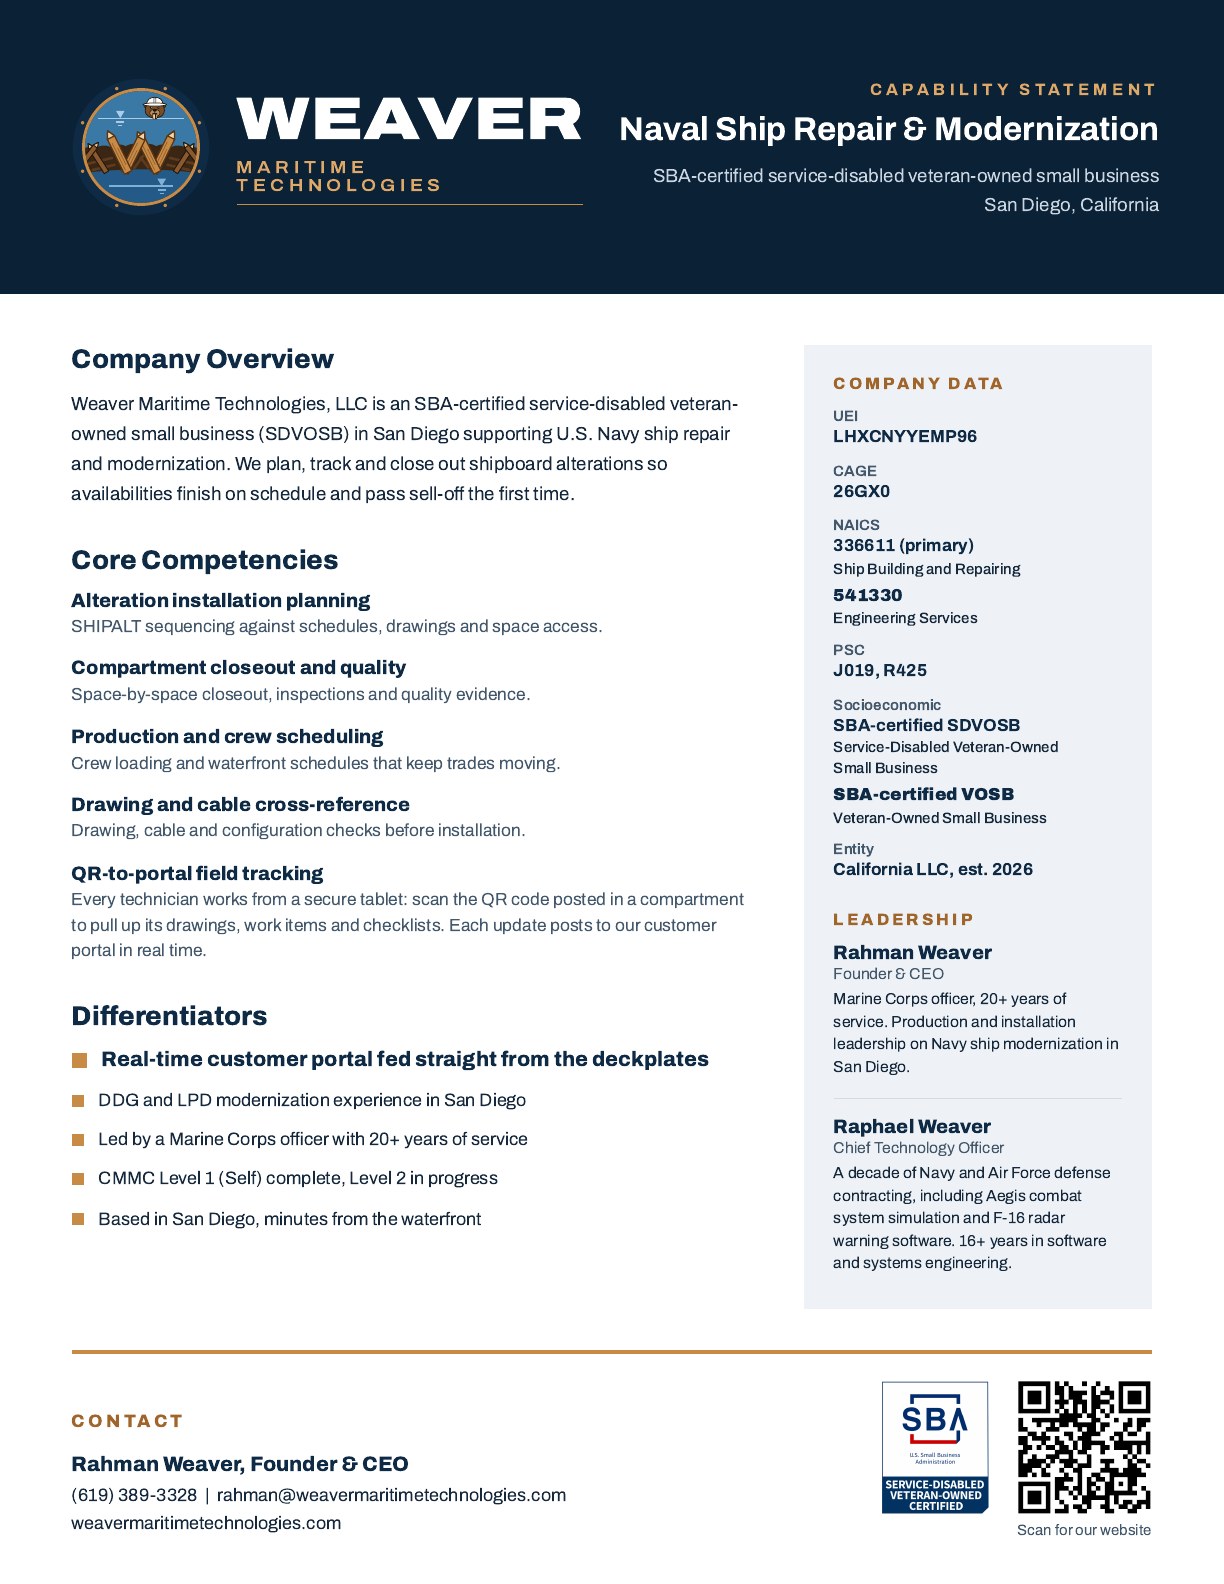 WEAVER
MARITIME
TECHNOLOGIES
CAPABILITY STATEMENT
Naval Ship Repair & Modernization
SBA-certified service-disabled veteran-owned small business
San Diego, California
Company Overview
Weaver Maritime Technologies, LLC is an SBA-certified service-disabled veteran-
owned small business (SDVOSB) in San Diego supporting U.S. Navy ship repair
and modernization. We plan, track and close out shipboard alterations so
availabilities finish on schedule and pass sell-off the first time.
Core Competencies
Alteration installation planning
SHIPALT sequencing against schedules, drawings and space access.
Compartment closeout and quality
Space-by-space closeout, inspections and quality evidence.
Production and crew scheduling
Crew loading and waterfront schedules that keep trades moving.
Drawing and cable cross-reference
Drawing, cable and configuration checks before installation.
QR-to-portal field tracking
Every technician works from a secure tablet: scan the QR code posted in a compartment
to pull up its drawings, work items and checklists. Each update posts to our customer
portal in real time.
Differentiators
Real-time customer portal fed straight from the deckplates
DDG and LPD modernization experience in San Diego
Led by a Marine Corps officer with 20+ years of service
CMMC Level 1 (Self) complete, Level 2 in progress
Based in San Diego, minutes from the waterfront
COMPANY DATA
UEI
LHXCNYYEMP96
CAGE
26GX0
NAICS
336611 (primary)
Ship Building and Repairing
541330
Engineering Services
PSC
J019, R425
Socioeconomic
SBA-certified SDVOSB
Service-Disabled Veteran-Owned
Small Business
SBA-certified VOSB
Veteran-Owned Small Business
Entity
California LLC, est. 2026
LEADERSHIP
Rahman Weaver
Founder & CEO
Marine Corps officer, 20+ years of
service. Production and installation
leadership on Navy ship modernization in
San Diego.
Raphael Weaver
Chief Technology Officer
A decade of Navy and Air Force defense
contracting, including Aegis combat
system simulation and F-16 radar
warning software. 16+ years in software
and systems engineering.
CONTACT
Rahman Weaver, Founder & CEO
(619) 389-3328 | rahman@weavermaritimetechnologies.com
weavermaritimetechnologies.com
SBA
U.S. Small Business
Administration
SERVICE-DISABLED
VETERAN-OWNED
CERTIFIED
Scan for our website